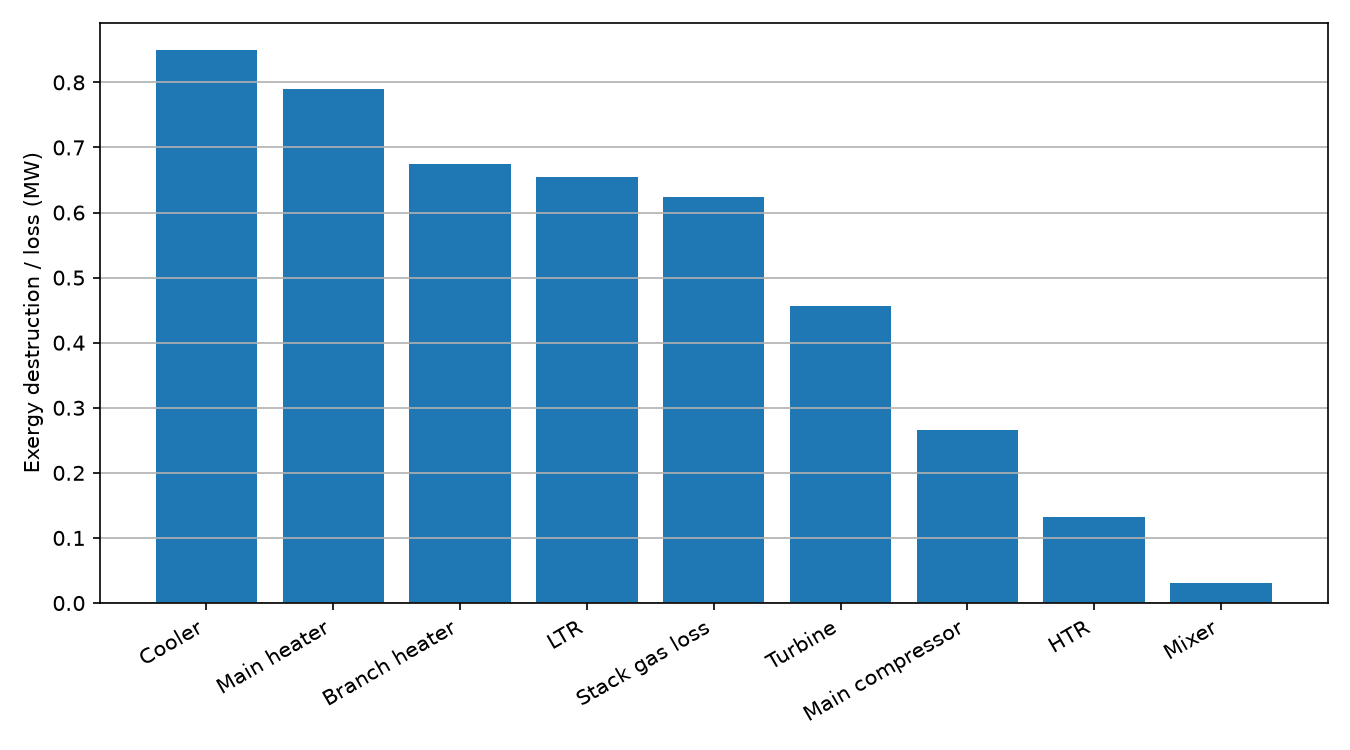 Exergy destruction / loss (MW)
0.8
0.7
0.6
0.5
0.4
0.3
0.2
0.1
0.0
Cooler
Main heater
Branch heater
LTR
Stack gas loss
Turbine
Main compressor
HTR
Mixer